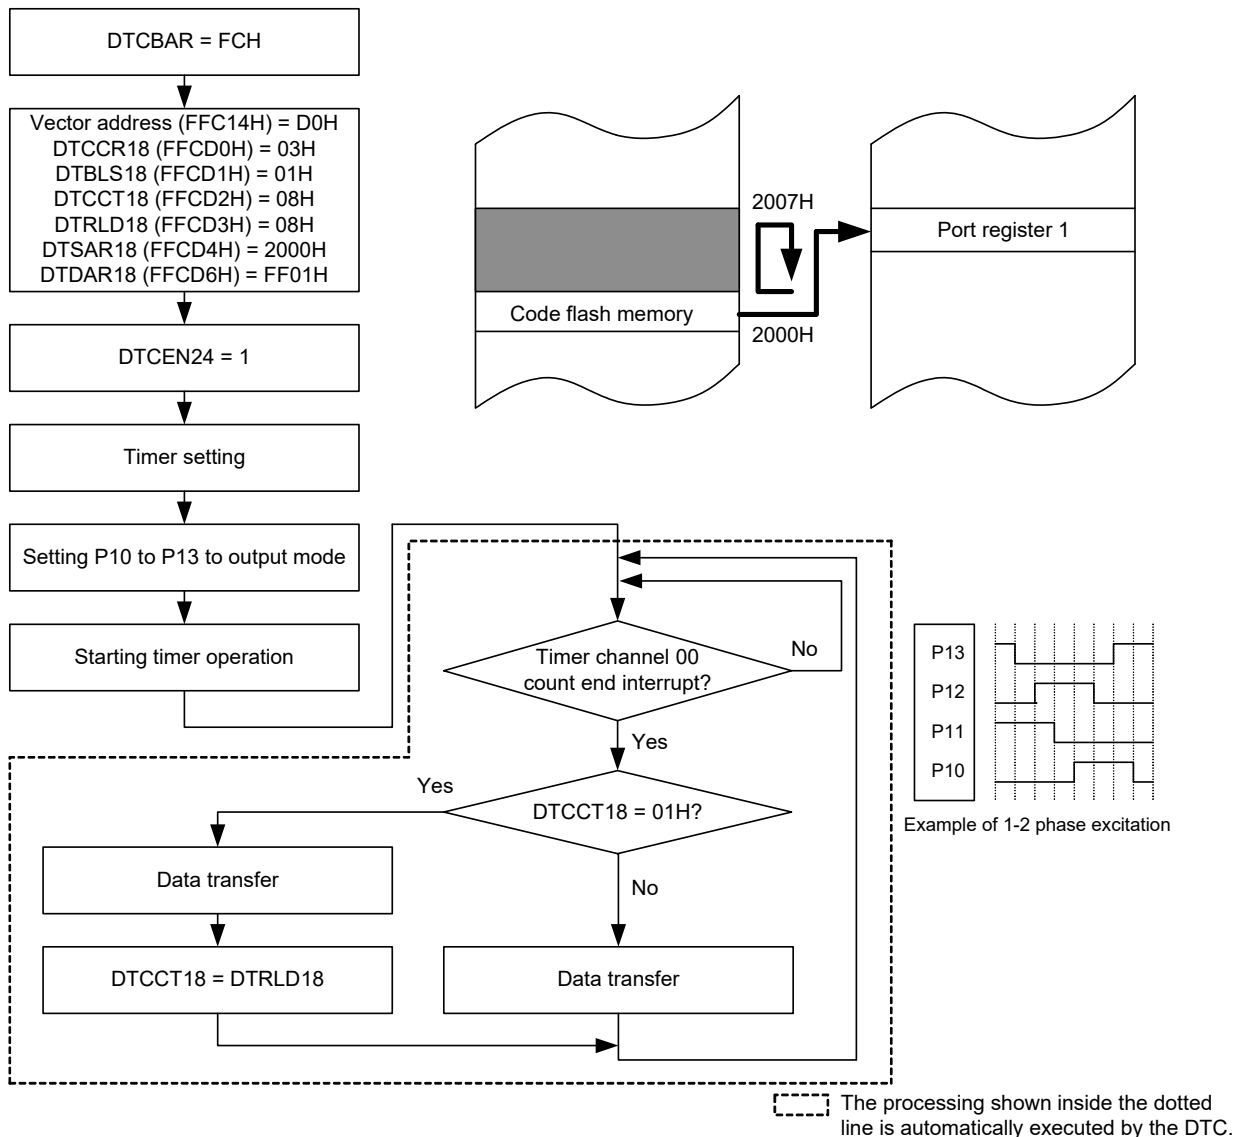 DTCBAR = FCH
Vector address (FFC14H) = D0H
DTCCR18 (FFCD0H) = 03H
DTBLS18 (FFCD1H) = 01H
DTCCT18 (FFCD2H) = 08H
DTRLD18 (FFCD3H) = 08H
DTSAR18 (FFCD4H) = 2000H
DTDAR18 (FFCD6H) = FF01H
DTCEN24 = 1
Timer setting
Setting P10 to P13 to output mode
Starting timer operation
2007H
Port register 1
Code flash memory
2000H
Timer channel 00
count end interrupt?
No
Yes
DTCCT18 = 01H?
Yes
No
Data transfer
DTCCT18 = DTRLD18
Data transfer
P13
P12
P11
P10
Example of 1-2 phase excitation
The processing shown inside the dotted
line is automatically executed by the DTC.